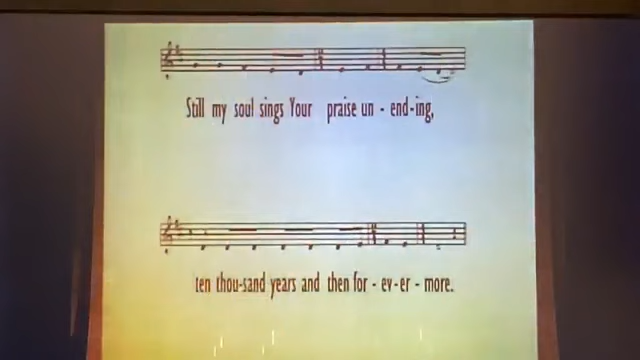 Still my soul sings Your praise un - end-ing,
ten thou-sand years and then for - ev-er - more.